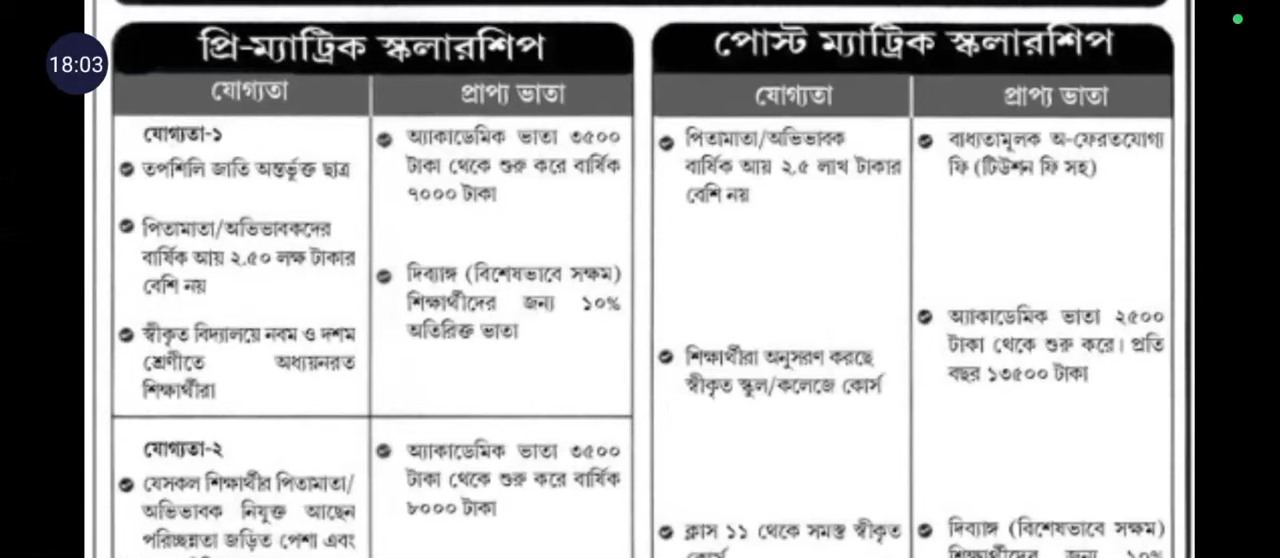 18:03
প্রি-ম্যাট্রিক স্কলারশিপ
যোগ্যতা
প্রাপ্য ভাতা
যোগ্যতা-১
তপশিলি জাতি অন্তর্ভুক্ত ছাত্র
পিতামাতা/অভিভাবকদের
বার্ষিক আয় ২.৫০ লক্ষ টাকার
বেশি নয়
স্বীকৃত বিদ্যালয়ে নবম ও দশম
শ্রেণীতে অধ্যয়নরত
শিক্ষার্থীরা
অ্যাকাডেমিক ভাতা ৩৫০০
টাকা থেকে শুরু করে বার্ষিক
৭০০০ টাকা
দিব্যাঙ্গ (বিশেষভাবে সক্ষম)
শিক্ষার্থীদের জন্য ১০%
অতিরিক্ত ভাতা
যোগ্যতা-২
যেসকল শিক্ষার্থীর পিতামাতা/
অভিভাবক নিযুক্ত আছেন
পরিচ্ছন্নতা জড়িত পেশা এবং
অ্যাকাডেমিক ভাতা ৩৫০০
টাকা থেকে শুরু করে বার্ষিক
৮০০০ টাকা
পোস্ট ম্যাট্রিক স্কলারশিপ
যোগ্যতা
প্রাপ্য ভাতা
পিতামাতা/অভিভাবক
বার্ষিক আয় ২.৫ লাখ টাকার
বেশি নয়
শিক্ষার্থীরা অনুসরণ করছে
স্বীকৃত স্কুল/কলেজে কোর্স
ক্লাস ১১ থেকে সমস্ত স্বীকৃত
কোর্স
বাধ্যতামূলক অ-ফেরতযোগ্য
ফি (টিউশন ফি সহ)
অ্যাকাডেমিক ভাতা ২৫০০
টাকা থেকে শুরু করে। প্রতি
বছর ১৩৫০০ টাকা
দিব্যাঙ্গ (বিশেষভাবে সক্ষম)
শিক্ষার্থীদের জন্য ১০%